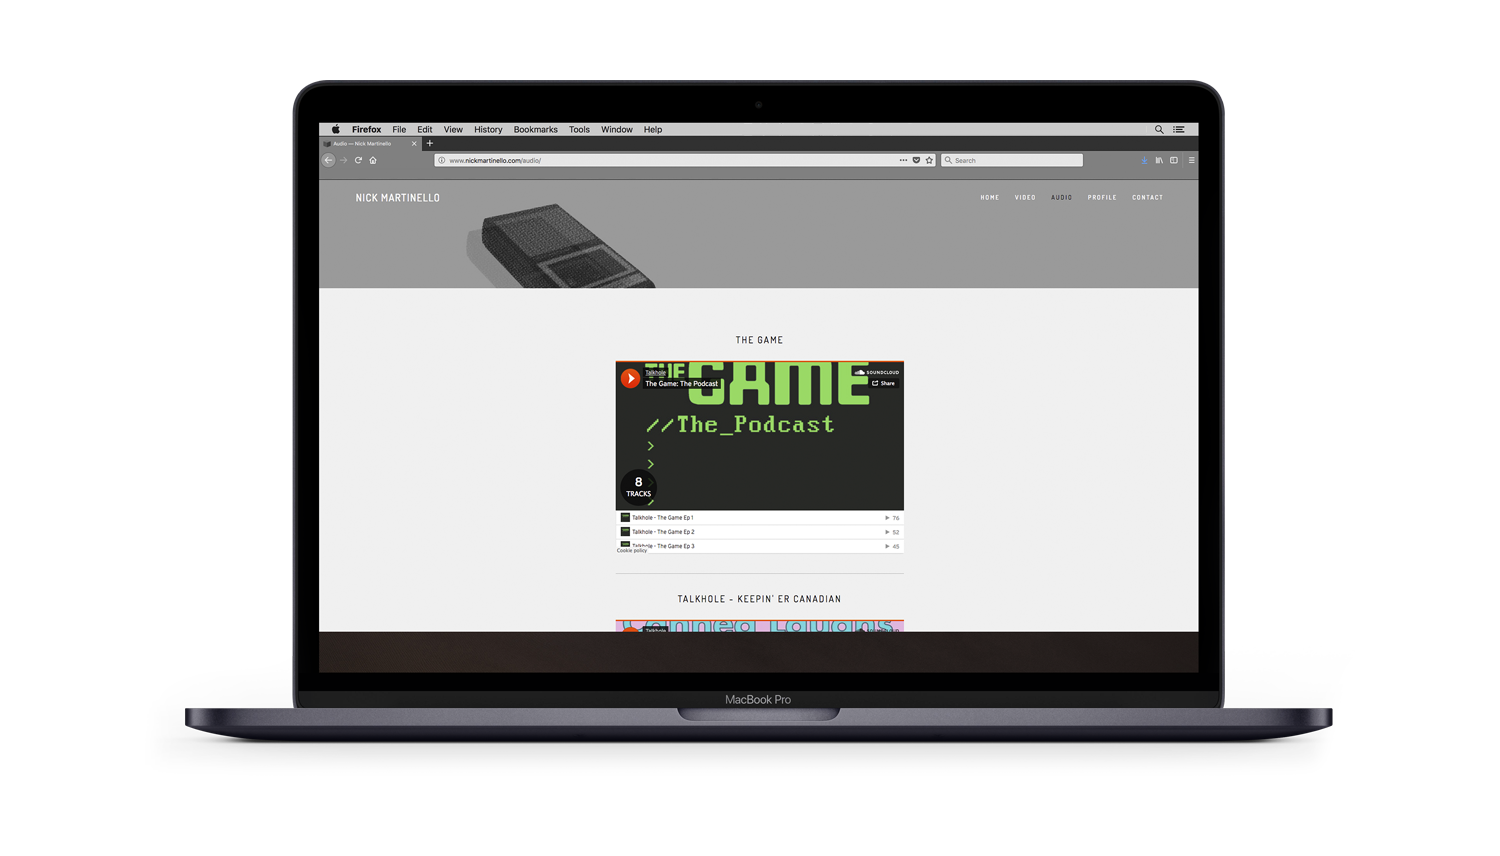 Firefox File Edit View History Bookmarks Tools Window Help
Audio — Nick Martinello
www.nickmartinello.com/audio/
Search
NICK MARTINELLO
HOME VIDEO AUDIO PROFILE CONTACT
THE GAME
Talkhole
The Game: The Podcast
SOUNDCLOUD
Share
THE GAME
//The_Podcast
>
>
>
8
TRACKS
Talkhole - The Game Ep 1 76
Talkhole - The Game Ep 2 52
Talkhole - The Game Ep 3 45
Cookie policy
TALKHOLE – KEEPIN' ER CANADIAN
Canned Laughs
Talkhole
MacBook Pro